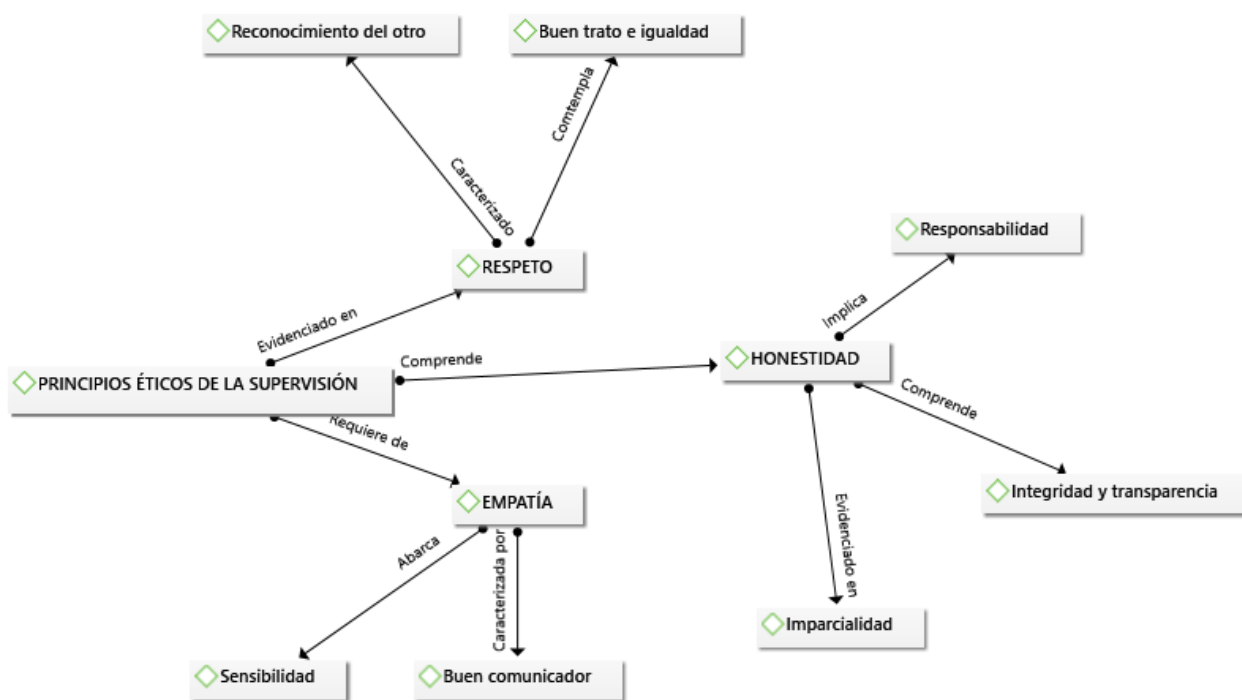 Reconocimiento del otro
Buen trato e igualdad
Caracterizado
Comtempla
RESPETO
Responsabilidad
Evidenciado en
Implica
Comprende
HONESTIDAD
PRINCIPIOS ÉTICOS DE LA SUPERVISIÓN
Comprende
Requiere de
Integridad y transparencia
EMPATÍA
Abarca
Caracterizada por
Evidenciado en
Imparcialidad
Sensibilidad
Buen comunicador